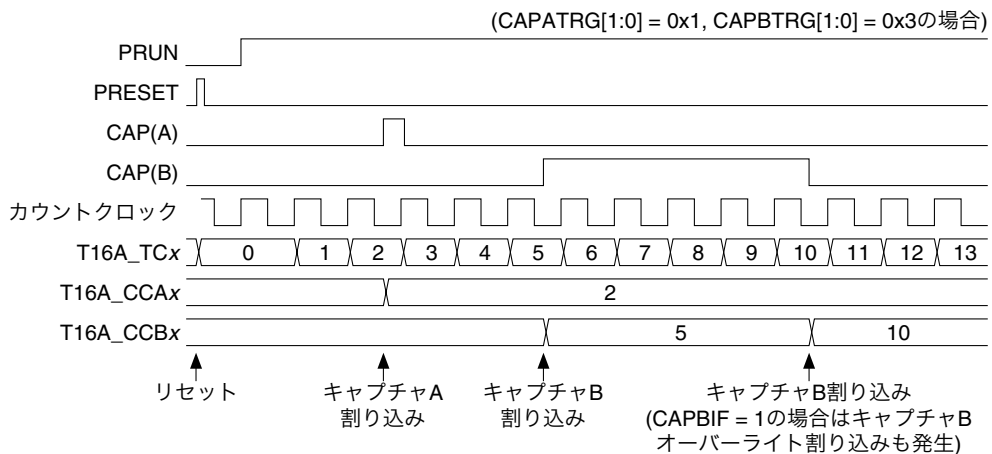 (CAPATRG[1:0] = 0x1, CAPBTRG[1:0] = 0x3の場合)
PRUN
PRESET
CAP(A)
CAP(B)
カウントクロック
T16A_TCx 0 1 2 3 4 5 6 7 8 9 10 11 12 13
T16A_CCAx 2
T16A_CCBx 5 10
リセット
キャプチャA
割り込み
キャプチャB
割り込み
キャプチャB割り込み
(CAPBIF = 1の場合はキャプチャB
オーバーライト割り込みも発生)